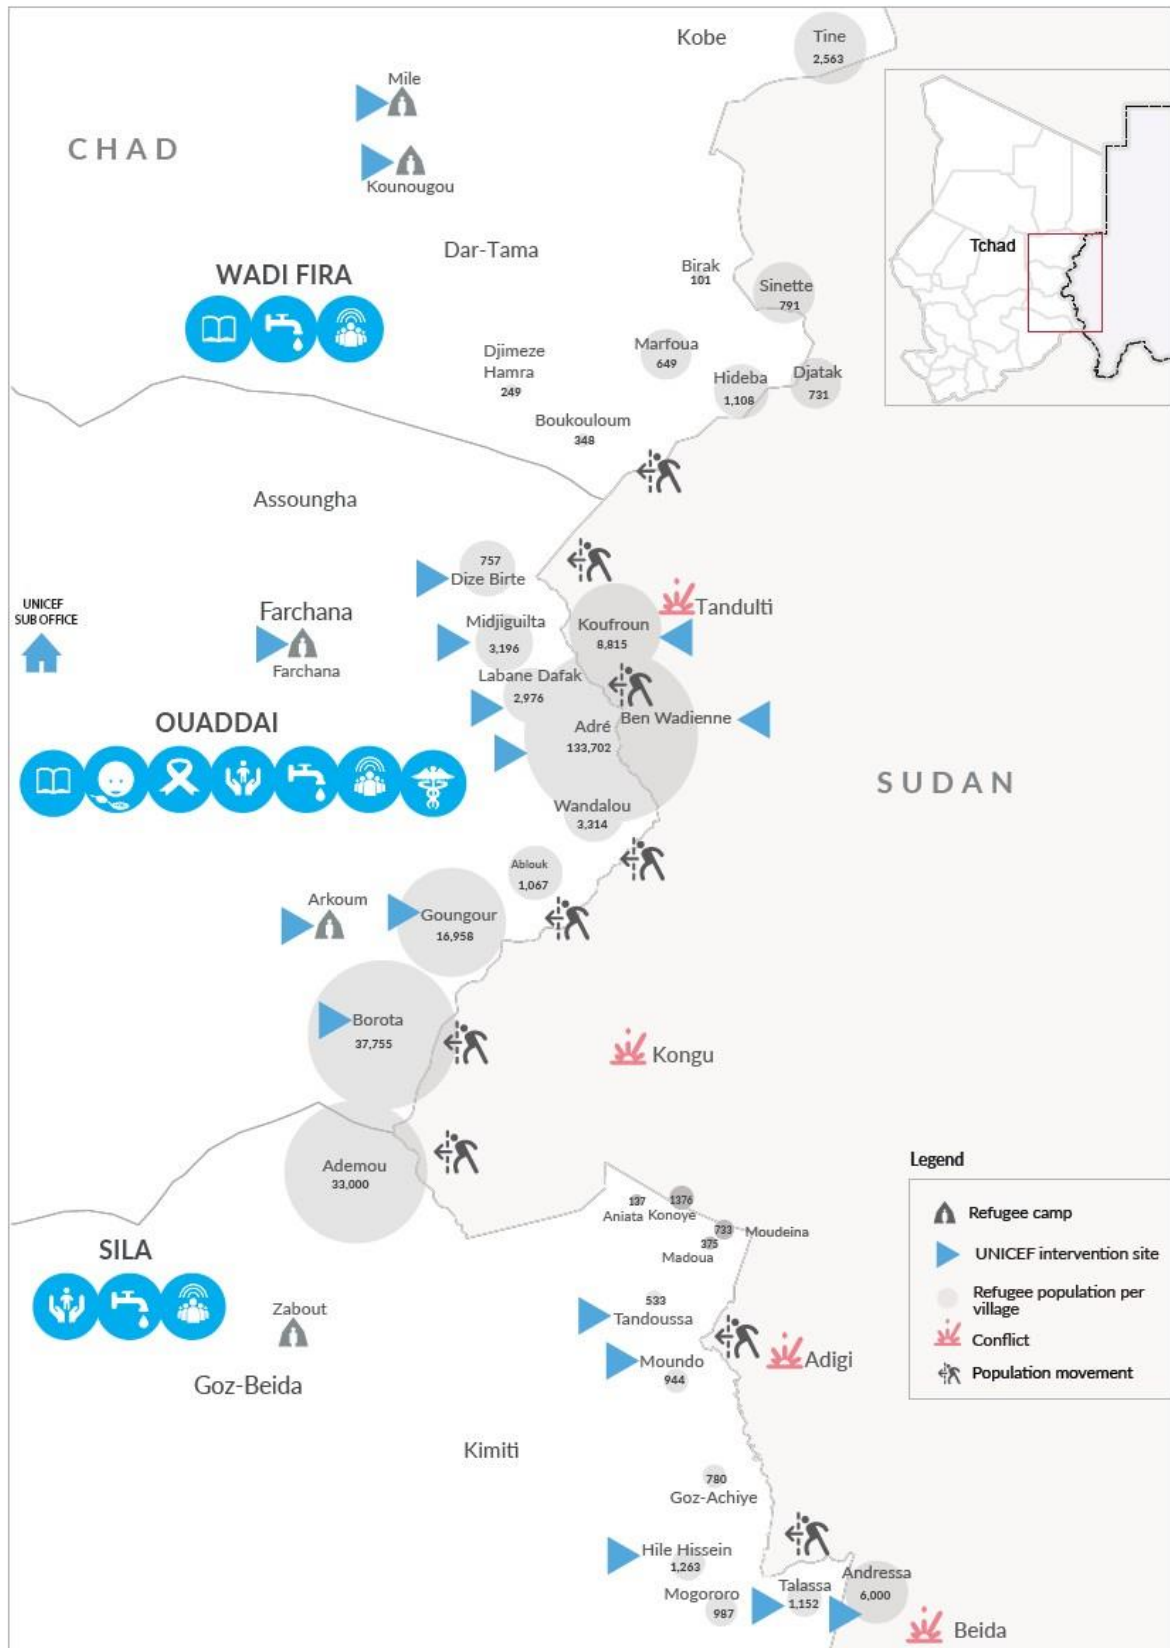 Kobe
Tine
2,563
Mile
CHAD
Kounougou
Dar-Tama
Tchad
WADI FIRA
Birak
101
Sinette
791
Djimeze
Hamra
249
Marfoua
649
Hideba
1,108
Djatak
731
Boukouloum
348
Assoungha
757
Dize Birte
UNICEF
SUB OFFICE
Farchana
Farchana
Midjiguilta
3,196
Koufroun
8,815
Tandulti
Labane Dafak
2,976
OUADDAI
Adré
133,702
Ben Wadienne
SUDAN
Wandalou
3,314
Ablouk
1,067
Arkoum
Goungour
16,958
Borota
37,755
Kongu
Ademou
33,000
137
Aniata
1376
Konoye
733
Moudeina
375
Madoua
SILA
Zabout
533
Tandoussa
Goz-Beida
Moundo
944
Adigi
Kimiti
780
Goz-Achiye
Hile Hissein
1,263
Mogororo
987
Talassa
1,152
Andressa
6,000
Beida
Legend
Refugee camp
UNICEF intervention site
Refugee population per
village
Conflict
Population movement